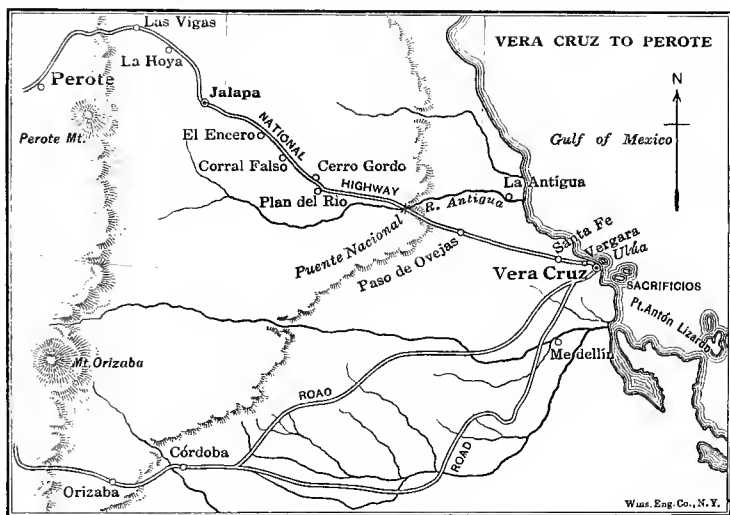 VERA CRUZ TO PEROTE
N
Gulf of Mexico
Las Vigas
La Hoya
Perote
Perote Mt.
Jalapa
El Encero
NATIONAL
Corral Falso
Cerro Gordo
HIGHWAY
Plan del Rio
La Antigua
R. Antigua
Puente Nacional
Paso de Ovejas
Santa Fe
Vergara
Ulúa
Vera Cruz
SACRIFICIOS
Pt. Antón Lizardo
Medellín
Mt. Orizaba
ROAD
ROAD
Córdoba
Orizaba
Wms. Eng. Co., N. Y.